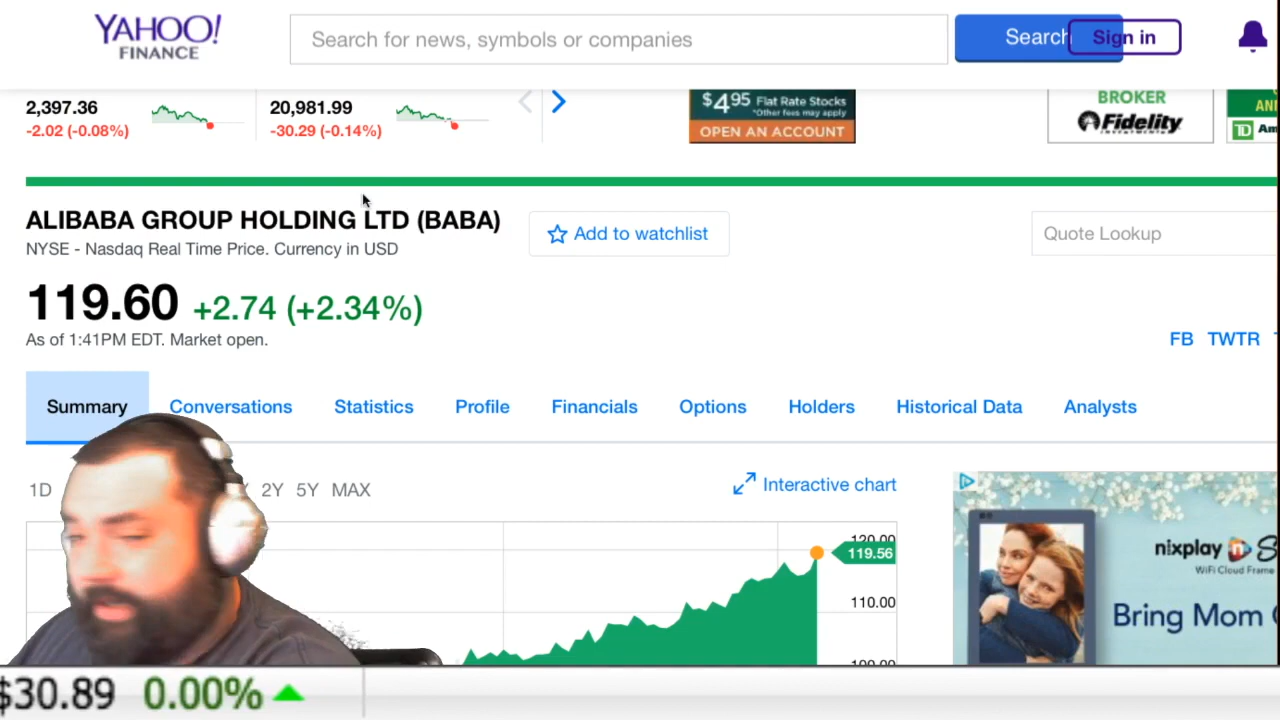 YAHOO!
FINANCE
Search for news, symbols or companies
Search
Sign in
2,397.36
-2.02 (-0.08%)
20,981.99
-30.29 (-0.14%)
$4.95 Flat Rate Stocks
*Other fees may apply
OPEN AN ACCOUNT
BROKER
Fidelity
TD
ALIBABA GROUP HOLDING LTD (BABA)
Add to watchlist
Quote Lookup
NYSE - Nasdaq Real Time Price. Currency in USD
119.60 +2.74 (+2.34%)
As of 1:41PM EDT. Market open.
FB TWTR
Summary
Conversations
Statistics
Profile
Financials
Options
Holders
Historical Data
Analysts
1D
2Y 5Y MAX
Interactive chart
120.00
119.56
110.00
nixplay
WiFi Cloud Frame
Bring Mom
$30.89 0.00%